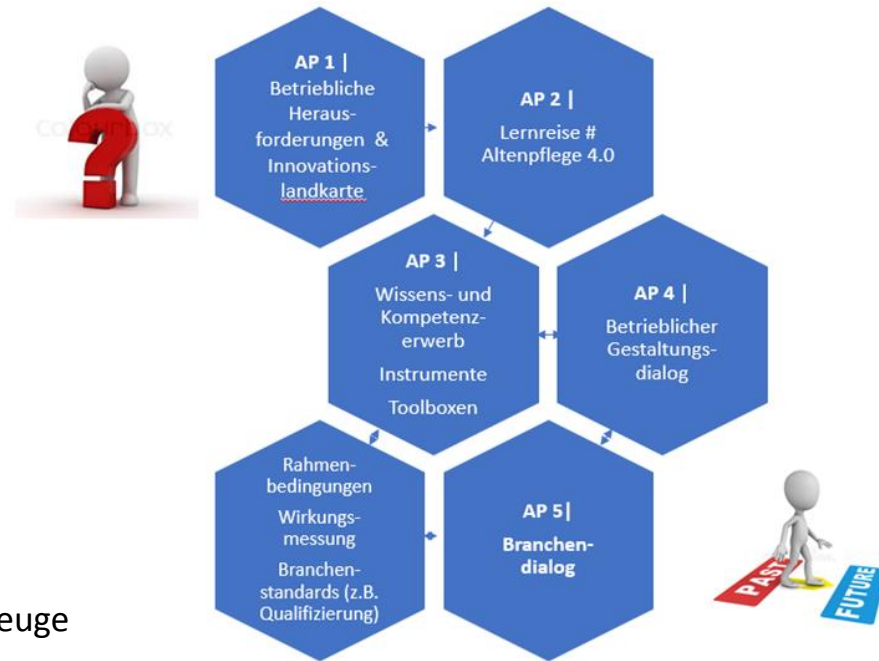 AP 1 |
Betriebliche
Heraus-
forderungen &
Innovations-
landkarte
AP 2 |
Lernreise #
Altenpflege 4.0
AP 3 |
Wissens- und
Kompetenz-
erwerb
Instrumente
Toolboxen
AP 4 |
Betrieblicher
Gestaltungs-
dialog
Rahmen-
bedingungen
Wirkungs-
messung
Branchen-
standards (z.B.
Qualifizierung)
AP 5|
Branchen-
dialog
PAST
FUTURE
euge